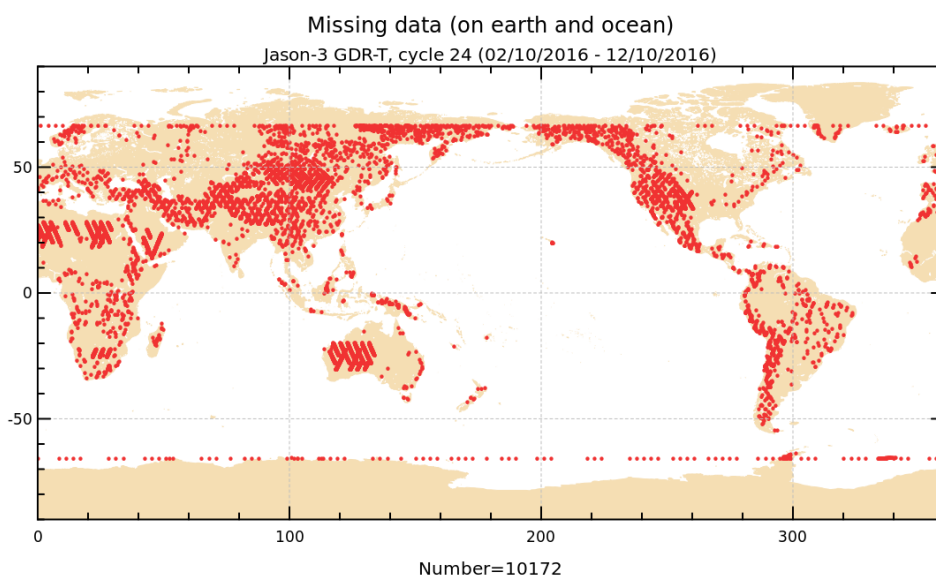 Missing data (on earth and ocean)
Jason-3 GDR-T, cycle 24 (02/10/2016 - 12/10/2016)
50
0
-50
0 100 200 300
Number=10172